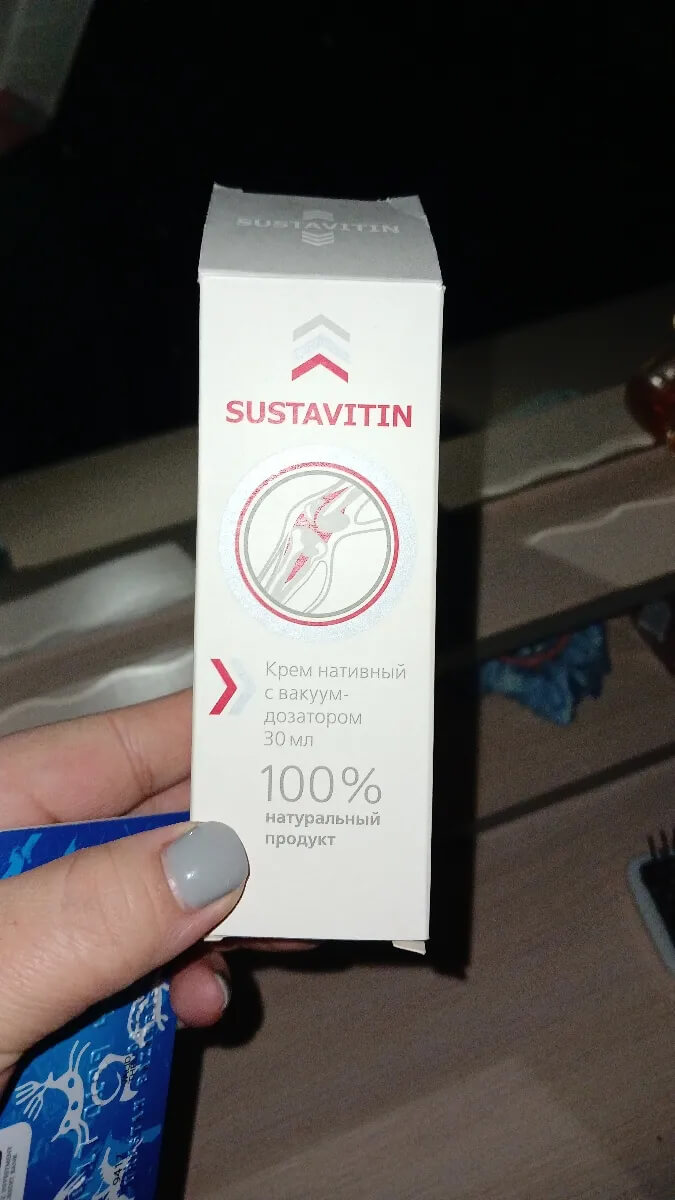 SUSTAVITIN
SUSTAVITIN
Крем нативный
с вакуум-
дозатором
30 мл
100%
натуральный
продукт